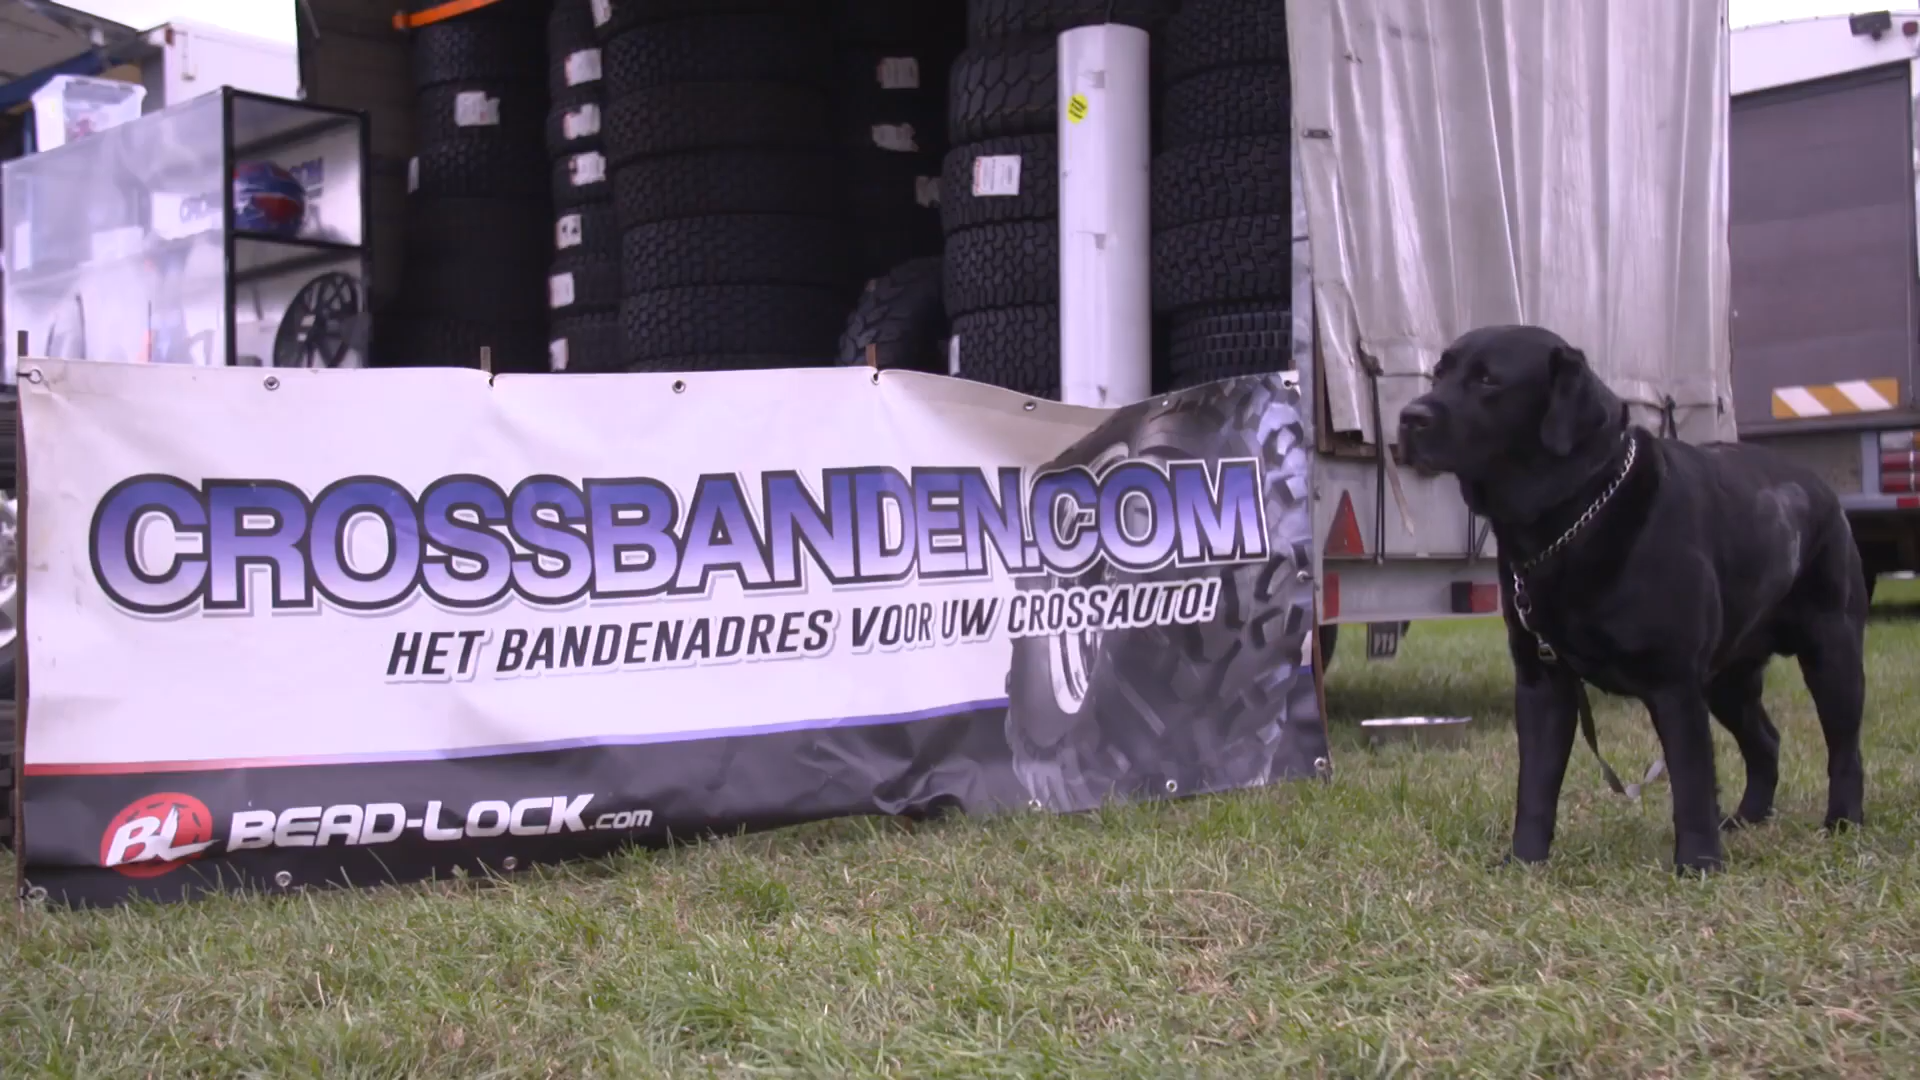 CROSSBANDEN.COM
HET BANDENADRES VOOR UW CROSSAUTO!
BL BEAD-LOCK.com